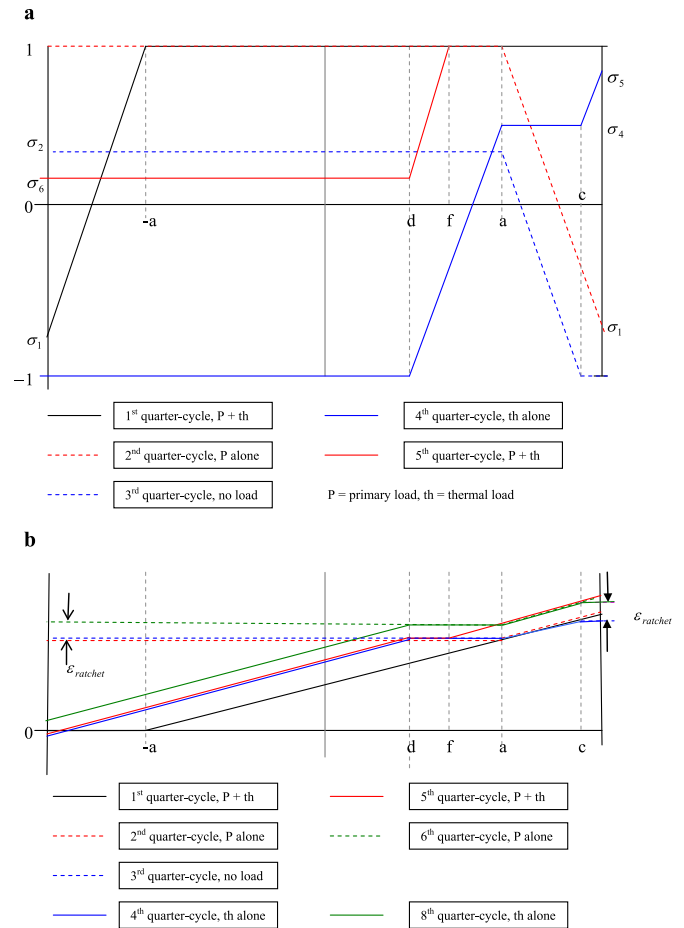 a
1
σ5
σ4
σ2
σ6
c
0
-a
d
f
a
σ1
σ1
−1
1st quarter-cycle, P + th
4th quarter-cycle, th alone
2nd quarter-cycle, P alone
5th quarter-cycle, P + th
3rd quarter-cycle, no load
P = primary load, th = thermal load
b
εratchet
εratchet
0
-a
d
f
a
c
1st quarter-cycle, P + th
5th quarter-cycle, P + th
2nd quarter-cycle, P alone
6th quarter-cycle, P alone
3rd quarter-cycle, no load
4th quarter-cycle, th alone
8th quarter-cycle, th alone